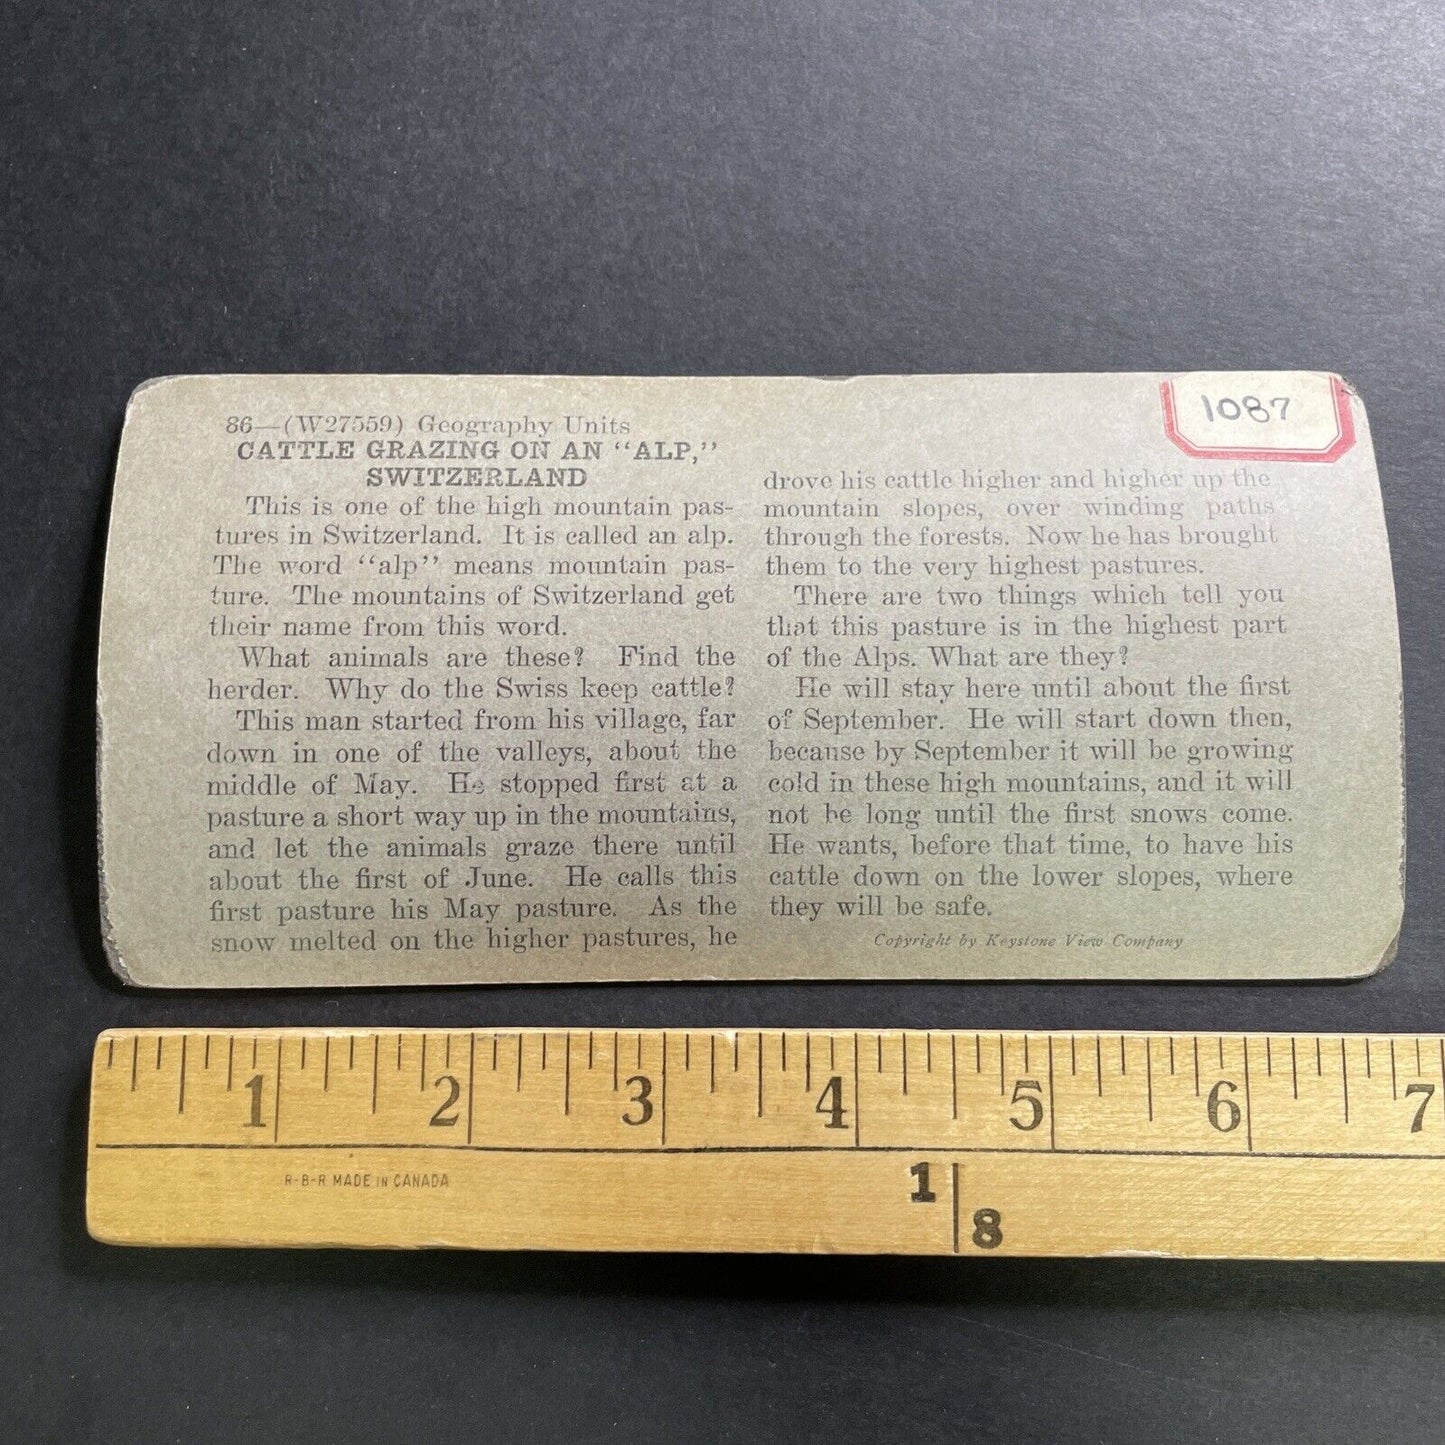 86—(W27559) Geography Units
CATTLE GRAZING ON AN "ALP,"
SWITZERLAND
This is one of the high mountain pas-
tures in Switzerland. It is called an alp.
The word "alp" means mountain pas-
ture. The mountains of Switzerland get
their name from this word.
What animals are these? Find the
herder. Why do the Swiss keep cattle?
This man started from his village, far
down in one of the valleys, about the
middle of May. He stopped first at a
pasture a short way up in the mountains,
and let the animals graze there until
about the first of June. He calls this
first pasture his May pasture. As the
snow melted on the higher pastures, he
1087
drove his cattle higher and higher up the
mountain slopes, over winding paths
through the forests. Now he has brought
them to the very highest pastures.
There are two things which tell you
that this pasture is in the highest part
of the Alps. What are they?
He will stay here until about the first
of September. He will start down then,
because by September it will be growing
cold in these high mountains, and it will
not be long until the first snows come.
He wants, before that time, to have his
cattle down on the lower slopes, where
they will be safe.
Copyright by Keystone View Company
1 2 3 4 5 6 7
R-B-R MADE IN CANADA
1
8